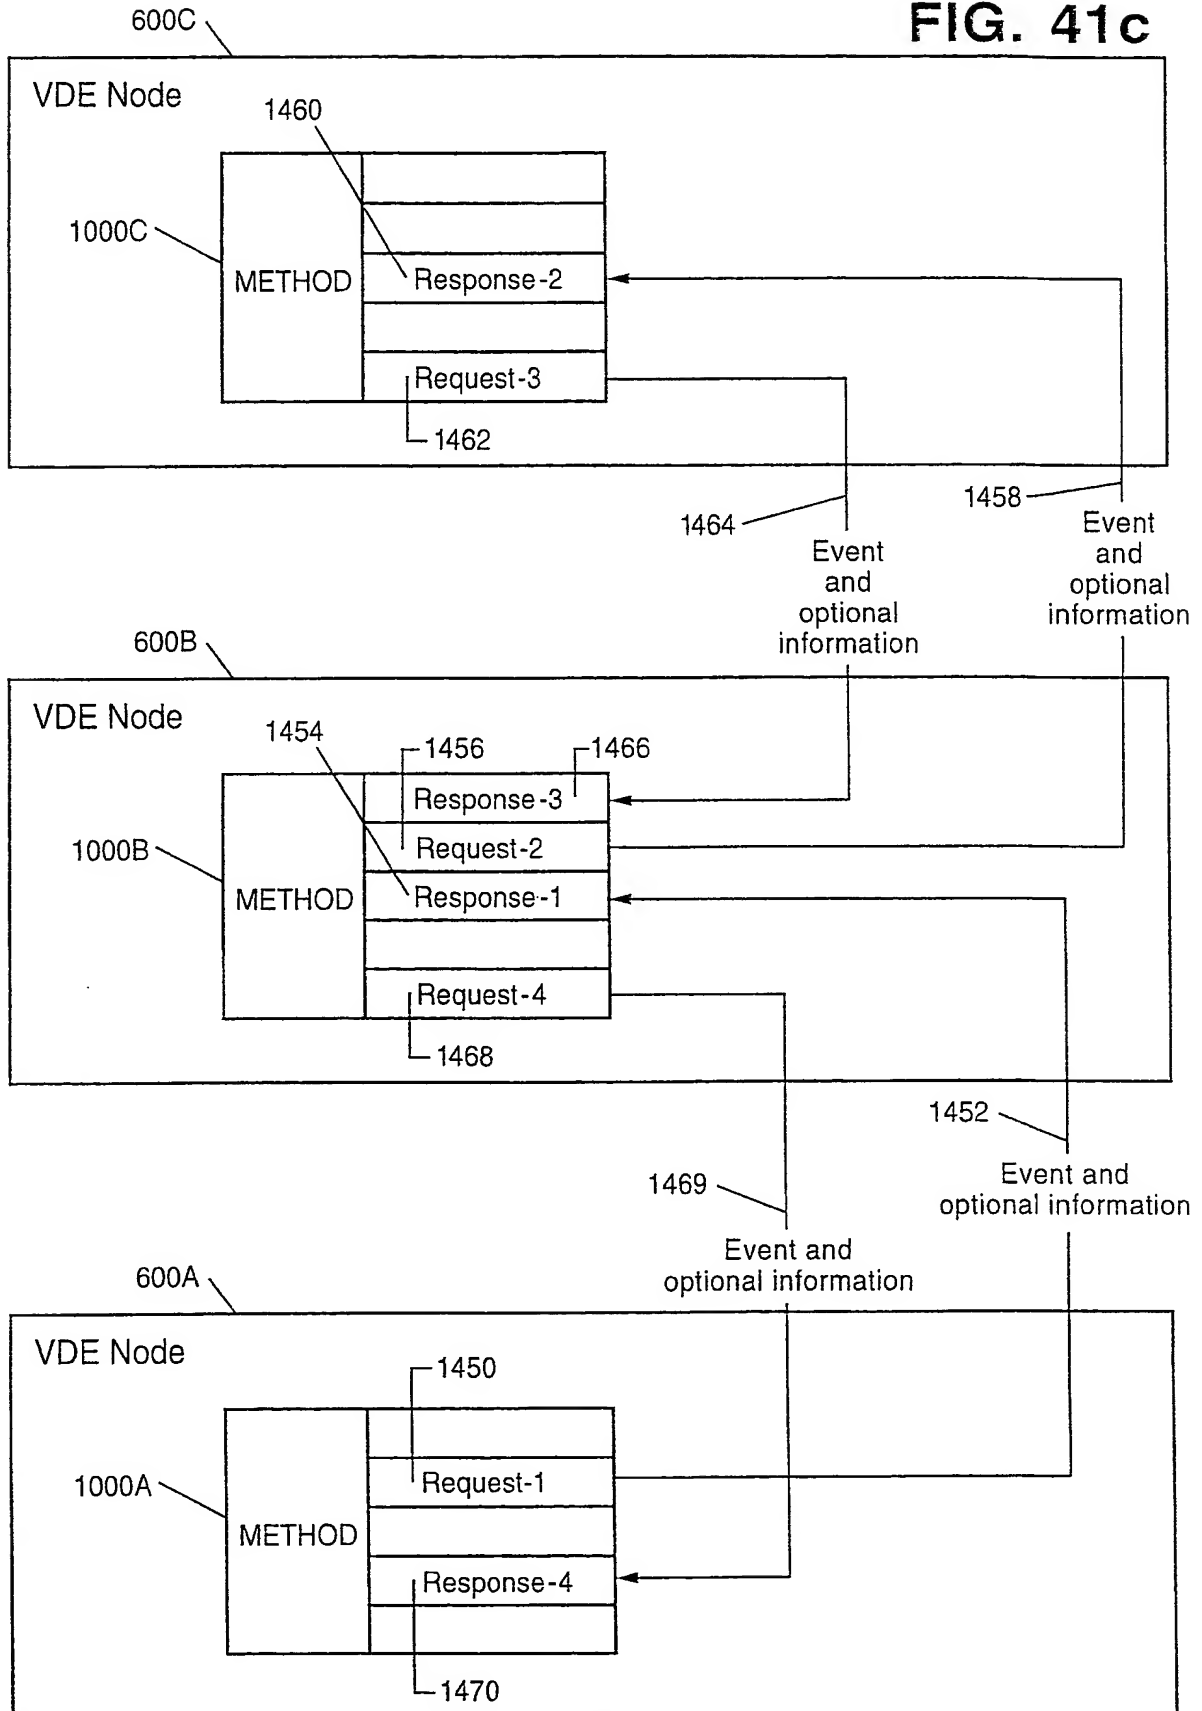 FIG. 41c
600C
VDE Node
1460
1000C
METHOD
Response-2
Request-3
1462
1464
1458
Event
and
optional
information
Event
and
optional
information
600B
VDE Node
1454
1456
1466
Response-3
1000B
Request-2
METHOD
Response-1
Request-4
1468
1452
1469
Event and
optional information
Event and
optional information
600A
VDE Node
1450
1000A
Request-1
METHOD
Response-4
1470